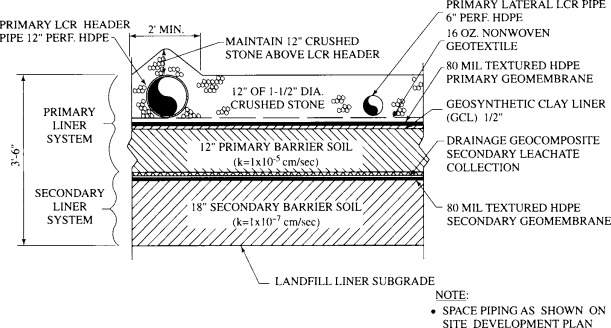 PRIMARY LCR HEADER
PIPE 12" PERF. HDPE
2' MIN.
MAINTAIN 12" CRUSHED
STONE ABOVE LCR HEADER
PRIMARY LATERAL LCR PIPE
6" PERF. HDPE
16 OZ. NONWOVEN
GEOTEXTILE
80 MIL TEXTURED HDPE
PRIMARY GEOMEMBRANE
GEOSYNTHETIC CLAY LINER
(GCL) 1/2"
DRAINAGE GEOCOMPOSITE
SECONDARY LEACHATE
COLLECTION
80 MIL TEXTURED HDPE
SECONDARY GEOMEMBRANE
12" OF 1-1/2" DIA.
CRUSHED STONE
12" PRIMARY BARRIER SOIL
(k=1x10⁻⁵ cm/sec)
18" SECONDARY BARRIER SOIL
(k=1x10⁻⁷ cm/sec)
PRIMARY
LINER
SYSTEM
3'-6"
SECONDARY
LINER
SYSTEM
LANDFILL LINER SUBGRADE
NOTE:
• SPACE PIPING AS SHOWN ON
SITE DEVELOPMENT PLAN